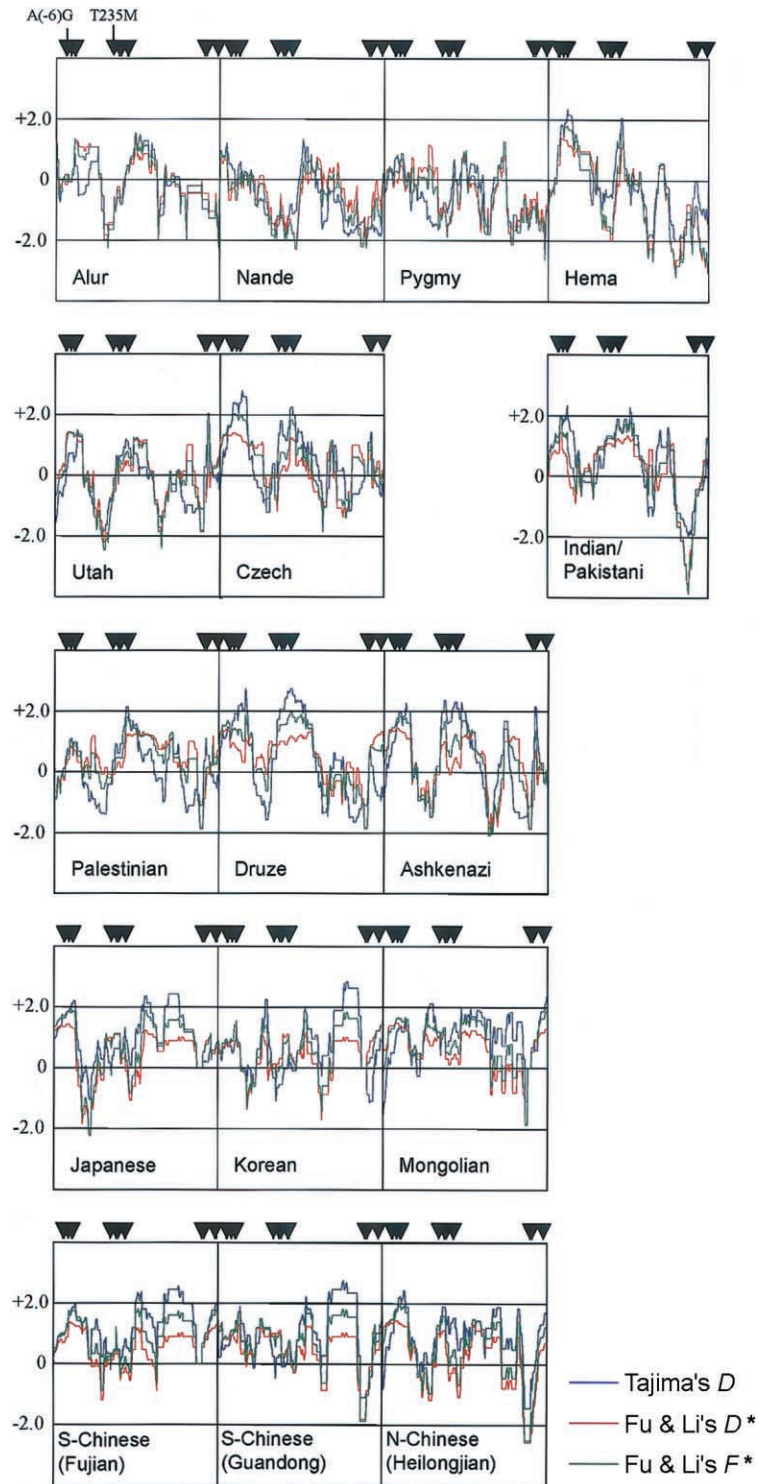 A(-6)G T235M
+2.0
0
-2.0
Alur Nande Pygmy Hema
+2.0
0
-2.0
Utah Czech
+2.0
0
-2.0
Indian/
Pakistani
+2.0
0
-2.0
Palestinian Druze Ashkenazi
+2.0
0
-2.0
Japanese Korean Mongolian
+2.0
0
-2.0
S-Chinese S-Chinese N-Chinese
(Fujian) (Guandong) (Heilongjian)
Tajima's D
Fu & Li's D*
Fu & Li's F*